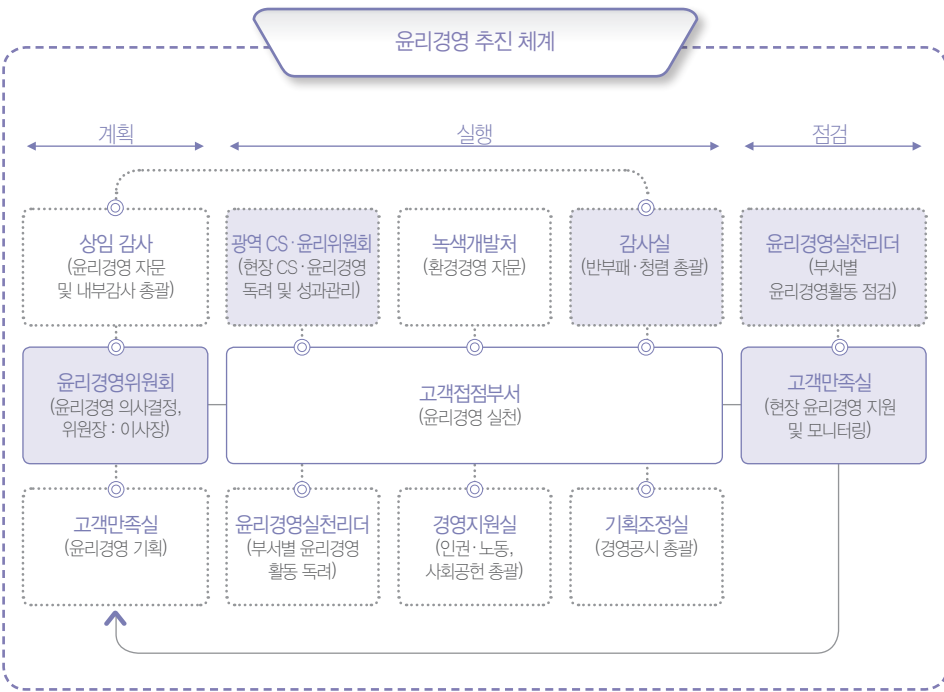 윤리경영 추진 체계
계획
실행
점검
상임 감사
(윤리경영 자문
및 내부감사 총괄)
광역 CS·윤리위원회
(현장 CS·윤리경영
독려 및 성과관리)
녹색개발처
(환경경영 자문)
감사실
(반부패·청렴 총괄)
윤리경영실천리더
(부서별
윤리경영활동 점검)
윤리경영위원회
(윤리경영 의사결정,
위원장 : 이사장)
고객접점부서
(윤리경영 실천)
고객만족실
(현장 윤리경영 지원
및 모니터링)
고객만족실
(윤리경영 기획)
윤리경영실천리더
(부서별 윤리경영
활동 독려)
경영지원실
(인권·노동,
사회공헌 총괄)
기획조정실
(경영공시 총괄)